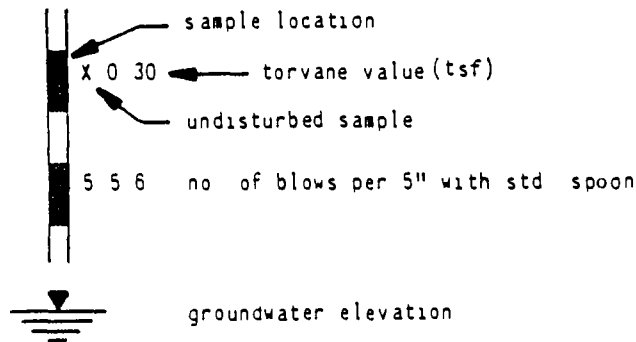 sample location
X 0 30 torvane value (tsf)
undisturbed sample
5 5 6 no of blows per 5" with std spoon
groundwater elevation